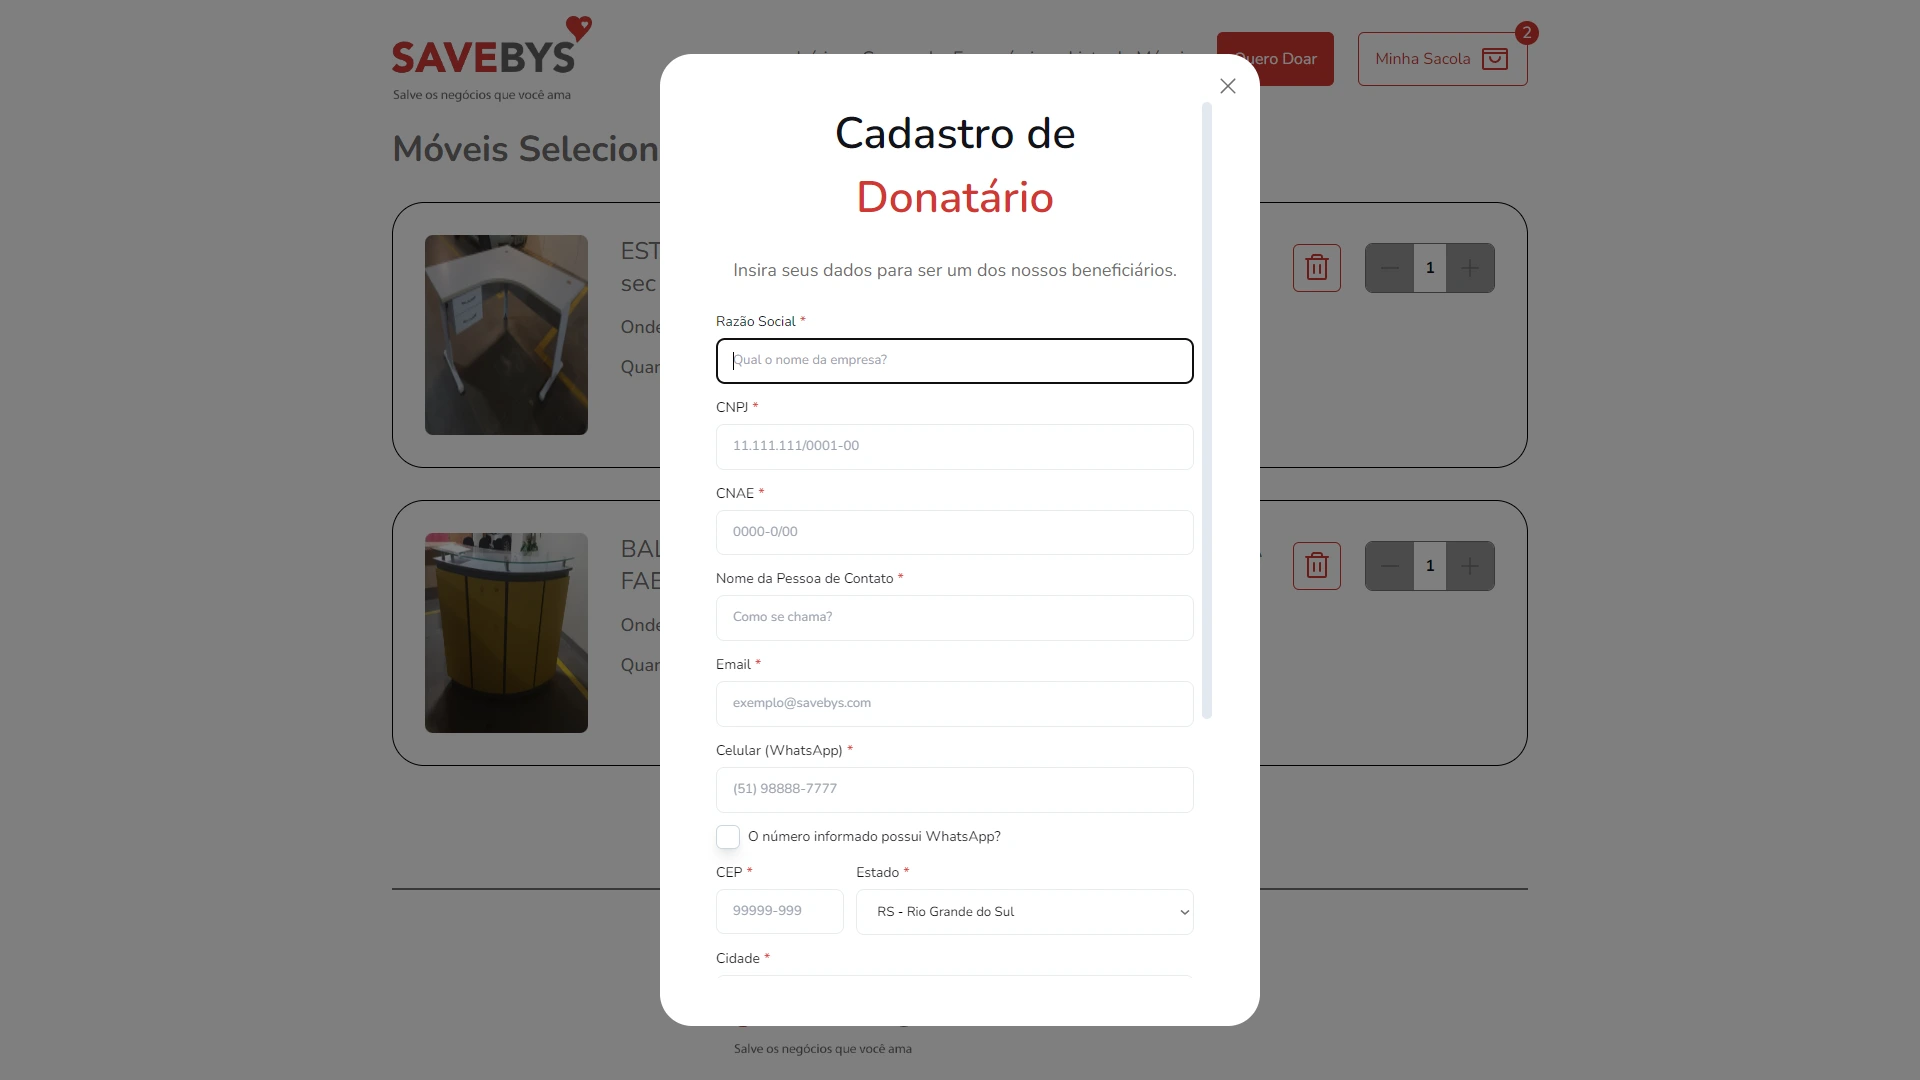 SAVEBYS
Salve os negócios que você ama
Quero Doar
Minha Sacola
2
Móveis Selecion
Cadastro de
Donatário
Insira seus dados para ser um dos nossos beneficiários.
Razão Social *
Qual o nome da empresa?
CNPJ *
11.111.111/0001-00
CNAE *
0000-0/00
Nome da Pessoa de Contato *
Como se chama?
Email *
exemplo@savebys.com
Celular (WhatsApp) *
(51) 98888-7777
O número informado possui WhatsApp?
CEP *
Estado *
99999-999
RS - Rio Grande do Sul
Cidade *
EST
sec
Onde
Quar
1
BAL
FAB
Onde
Quar
1
Salve os negócios que você ama